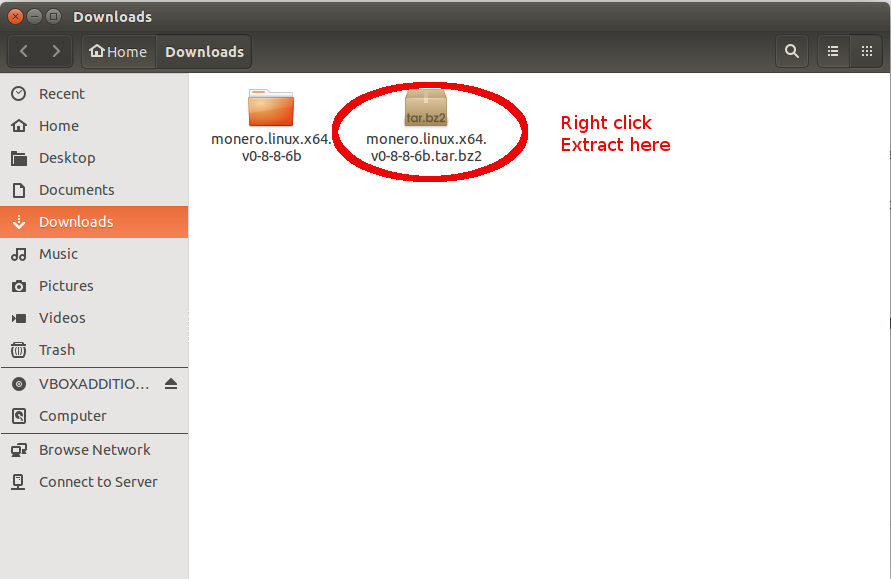 Downloads
Home
Downloads
Recent
Home
Desktop
Documents
Downloads
Music
Pictures
Videos
Trash
VBOXADDITIO...
Computer
Browse Network
Connect to Server
monero.linux.x64.
v0-8-8-6b
tar.bz2
monero.linux.x64.
v0-8-8-6b.tar.bz2
Right click
Extract here